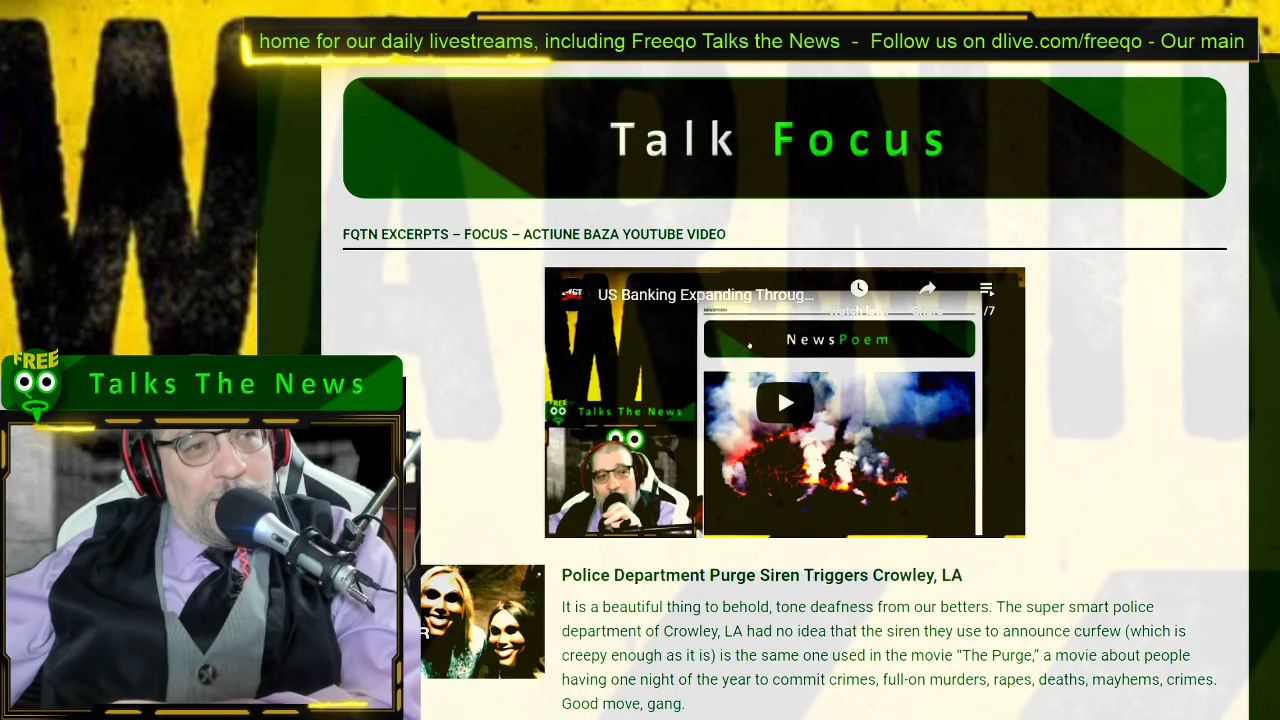 home for our daily livestreams, including Freeqo Talks the News - Follow us on dlive.com/freeqo - Our main
Talk Focus
FQTN EXCERPTS – FOCUS – ACTIUNE BAZA YOUTUBE VIDEO
US Banking Expanding Throug...
Watch later
Share
/7
NewsPoem
FREE
Talks The News
FREE
Talks The News
R
Police Department Purge Siren Triggers Crowley, LA
It is a beautiful thing to behold, tone deafness from our betters. The super smart police
department of Crowley, LA had no idea that the siren they use to announce curfew (which is
creepy enough as it is) is the same one used in the movie “The Purge,” a movie about people
having one night of the year to commit crimes, full-on murders, rapes, deaths, mayhems, crimes.
Good move, gang.